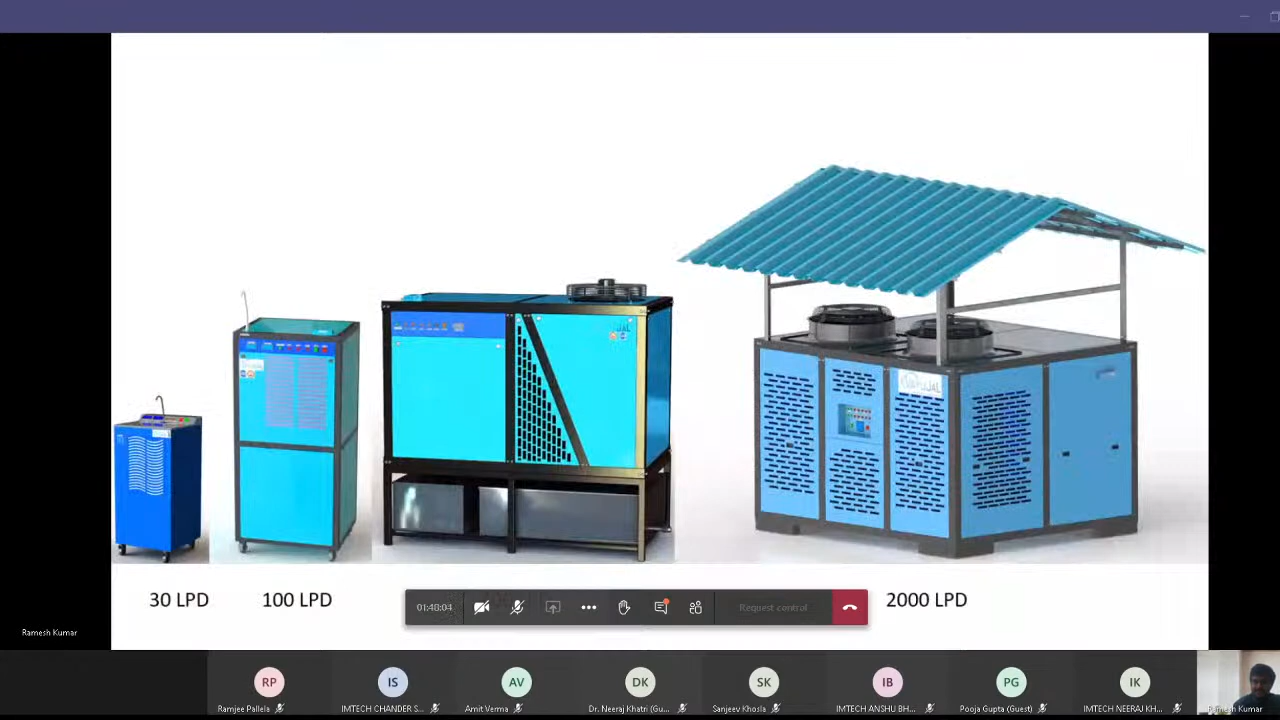 30 LPD
100 LPD
2000 LPD
01:48:04
Request control
Ramesh Kumar
RP
IS
AV
DK
SK
IB
PG
IK
Ramjee Pallela
IMTECH CHANDER S...
Amit Verma
Dr. Neeraj Khatri (Gu...
Sanjeev Khosla
IMTECH ANSHU BH...
Pooja Gupta (Guest)
IMTECH NEERAJ KH...
Ramesh Kumar